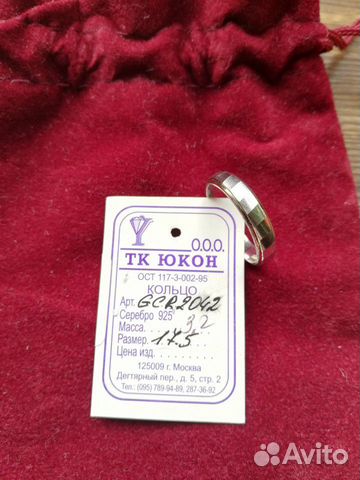 О.О.О.
ТК ЮКОН
ОСТ 117-3-002-95
КОЛЬЦО
Арт. GCR2042
Серебро 925°
Масса. . . . 3,2
Размер. . 17.5
Цена изд. . . . . . . . .
125009 г. Москва
Дегтярный пер., д. 5, стр. 2
Тел.: (095) 789-94-89, 287-36-92
Avito